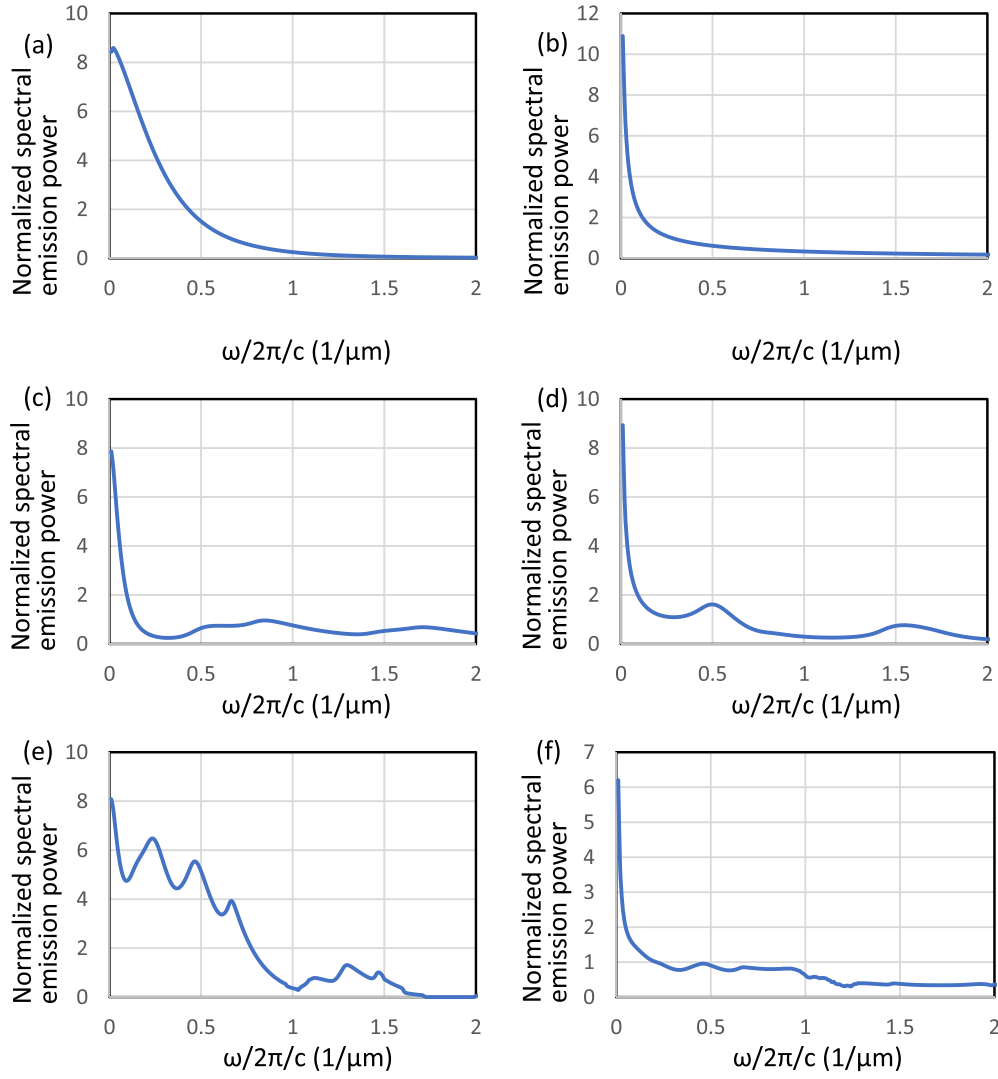 (a)
Normalized spectral
emission power
10
8
6
4
2
0
0 0.5 1 1.5 2
ω/2π/c (1/μm)
(b)
Normalized spectral
emission power
12
10
8
6
4
2
0
0 0.5 1 1.5 2
ω/2π/c (1/μm)
(c)
Normalized spectral
emission power
10
8
6
4
2
0
0 0.5 1 1.5 2
ω/2π/c (1/μm)
(d)
Normalized spectral
emission power
10
8
6
4
2
0
0 0.5 1 1.5 2
ω/2π/c (1/μm)
(e)
Normalized spectral
emission power
10
8
6
4
2
0
0 0.5 1 1.5 2
ω/2π/c (1/μm)
(f)
Normalized spectral
emission power
7
6
5
4
3
2
1
0
0 0.5 1 1.5 2
ω/2π/c (1/μm)